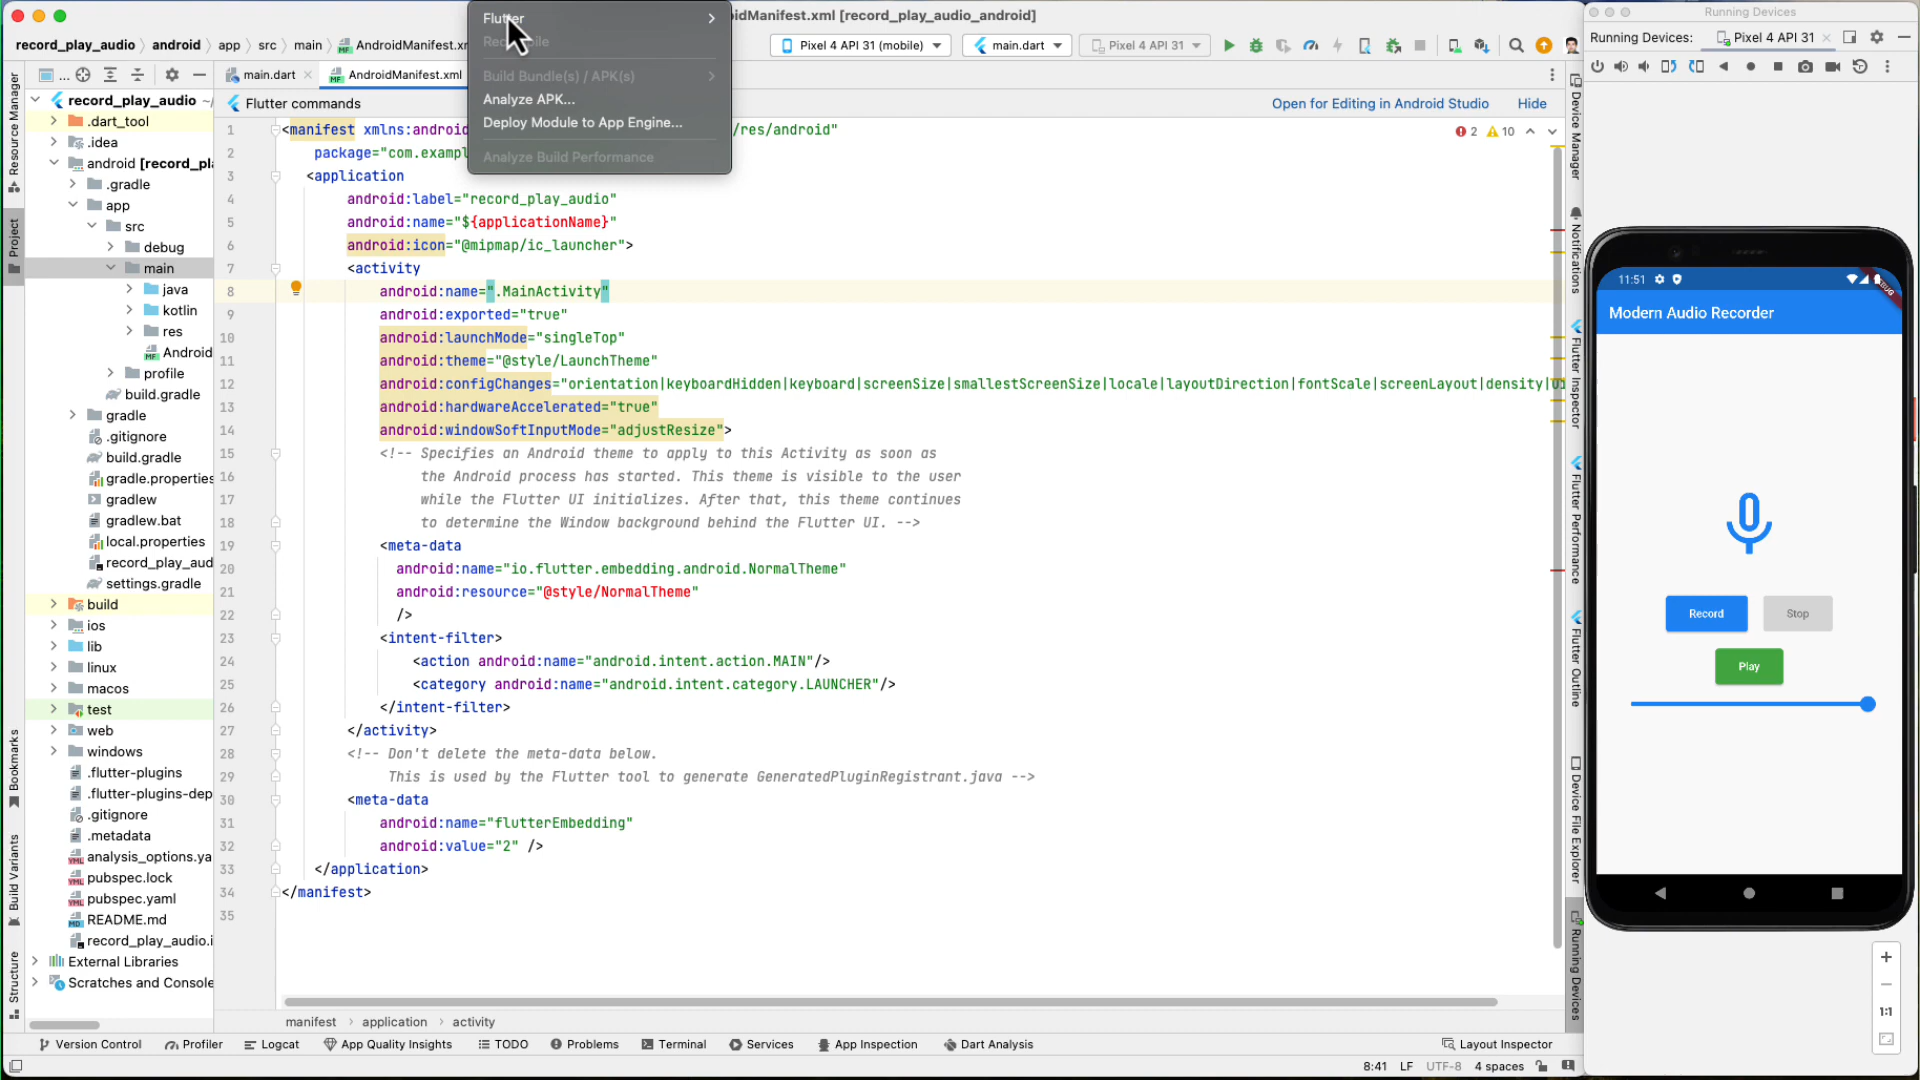 Flutter
oidManifest.xml [record_play_audio_android]
Running Devices
record_play_audio
android
app
src
main
AndroidManifest.xm
Pixel 4 API 31 (mobile)
main.dart
Pixel 4 API 31
Running Devices:
Pixel 4 API 31
Build Bundle(s) / APK(s)
Analyze APK...
Deploy Module to App Engine...
Analyze Build Performance
...
main.dart
AndroidManifest.xml
Flutter commands
Open for Editing in Android Studio
Hide
2
10
Resource Manager
Project
Bookmarks
Build Variants
Structure
record_play_audio ~/
.dart_tool
.idea
android [record_pl
.gradle
app
src
debug
main
java
kotlin
res
Android
profile
build.gradle
gradle
.gitignore
build.gradle
gradle.properties
gradlew
gradlew.bat
local.properties
record_play_aud
settings.gradle
build
ios
lib
linux
macos
test
web
windows
.flutter-plugins
.flutter-plugins-dep
.gitignore
.metadata
analysis_options.ya
pubspec.lock
pubspec.yaml
README.md
record_play_audio.i
External Libraries
Scratches and Console
1 <manifest xmlns:android /res/android"
2 package="com.exampl
3 <application
4 android:label="record_play_audio"
5 android:name="${applicationName}"
6 android:icon="@mipmap/ic_launcher">
7 <activity
8 android:name=".MainActivity"
9 android:exported="true"
10 android:launchMode="singleTop"
11 android:theme="@style/LaunchTheme"
12 android:configChanges="orientation|keyboardHidden|keyboard|screenSize|smallestScreenSize|locale|layoutDirection|fontScale|screenLayout|density|ui
13 android:hardwareAccelerated="true"
14 android:windowSoftInputMode="adjustResize">
15 <!-- Specifies an Android theme to apply to this Activity as soon as
16 the Android process has started. This theme is visible to the user
17 while the Flutter UI initializes. After that, this theme continues
18 to determine the Window background behind the Flutter UI. -->
19 <meta-data
20 android:name="io.flutter.embedding.android.NormalTheme"
21 android:resource="@style/NormalTheme"
22 />
23 <intent-filter>
24 <action android:name="android.intent.action.MAIN"/>
25 <category android:name="android.intent.category.LAUNCHER"/>
26 </intent-filter>
27 </activity>
28 <!-- Don't delete the meta-data below.
29 This is used by the Flutter tool to generate GeneratedPluginRegistrant.java -->
30 <meta-data
31 android:name="flutterEmbedding"
32 android:value="2" />
33 </application>
34 </manifest>
35
Device Manager
Notifications
Flutter Inspector
Flutter Performance
Flutter Outline
Device File Explorer
Running Devices
11:51
Modern Audio Recorder
Record
Stop
Play
1:1
manifest
application
activity
Version Control
Profiler
Logcat
App Quality Insights
TODO
Problems
Terminal
Services
App Inspection
Dart Analysis
Layout Inspector
8:41
LF
UTF-8
4 spaces